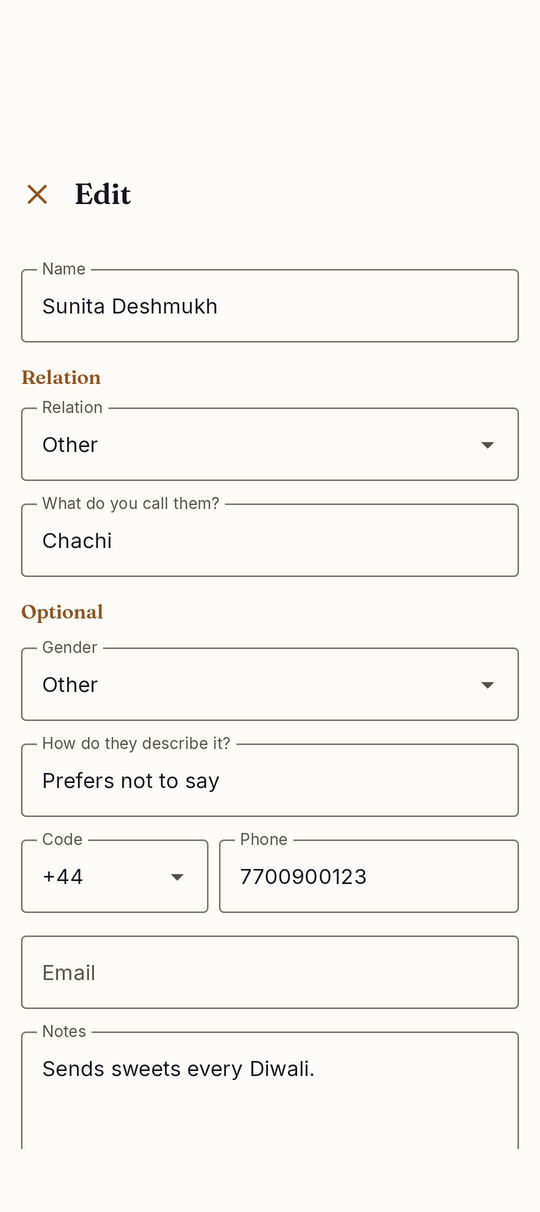 Edit
Name
Sunita Deshmukh
Relation
Relation
Other
What do you call them?
Chachi
Optional
Gender
Other
How do they describe it?
Prefers not to say
Code
+44
Phone
7700900123
Email
Notes
Sends sweets every Diwali.